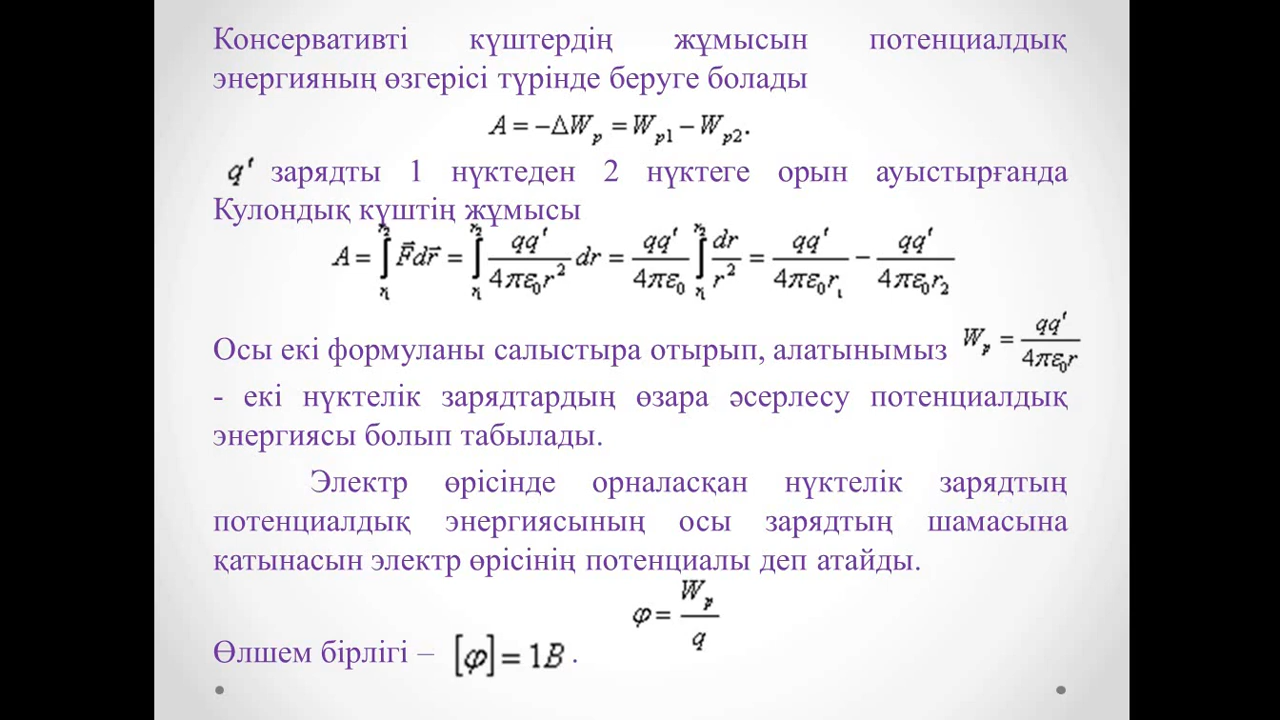 Консервативті күштердің жұмысын потенциалдық
энергияның өзгерісі түрінде беруге болады
A = −ΔW_p = W_p1 − W_p2.
q' зарядты 1 нүктеден 2 нүктеге орын ауыстырғанда
Кулондық күштің жұмысы
A = ∫_{r₁}^{r₂} F⃗dr⃗ = ∫_{r₁}^{r₂} qq'/(4πε₀r²) dr = qq'/(4πε₀) ∫_{r₁}^{r₂} dr/r² = qq'/(4πε₀r₁) − qq'/(4πε₀r₂)
Осы екі формуланы салыстыра отырып, алатынымыз W_p = qq'/(4πε₀r)
- екі нүктелік зарядтардың өзара әсерлесу потенциалдық
энергиясы болып табылады.
Электр өрісінде орналасқан нүктелік зарядтың
потенциалдық энергиясының осы зарядтың шамасына
қатынасын электр өрісінің потенциалы деп атайды.
φ = W_p/q
Өлшем бірлігі – [φ] = 1В .